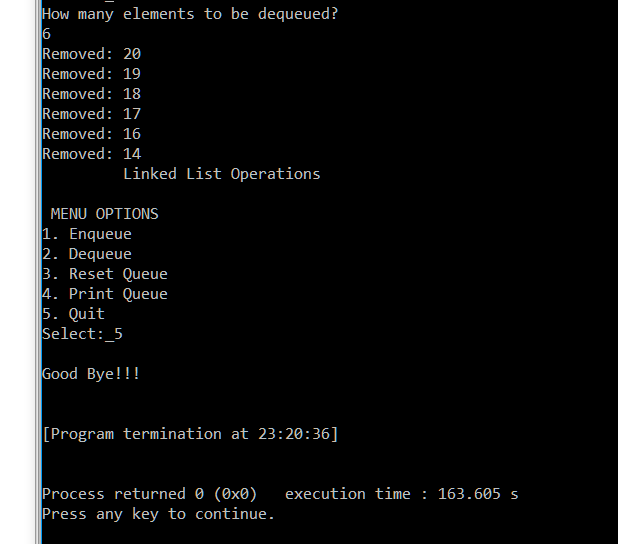 How many elements to be dequeued?
6
Removed: 20
Removed: 19
Removed: 18
Removed: 17
Removed: 16
Removed: 14
Linked List Operations
MENU OPTIONS
1. Enqueue
2. Dequeue
3. Reset Queue
4. Print Queue
5. Quit
Select:_5
Good Bye!!!
[Program termination at 23:20:36]
Process returned 0 (0x0)   execution time : 163.605 s
Press any key to continue.